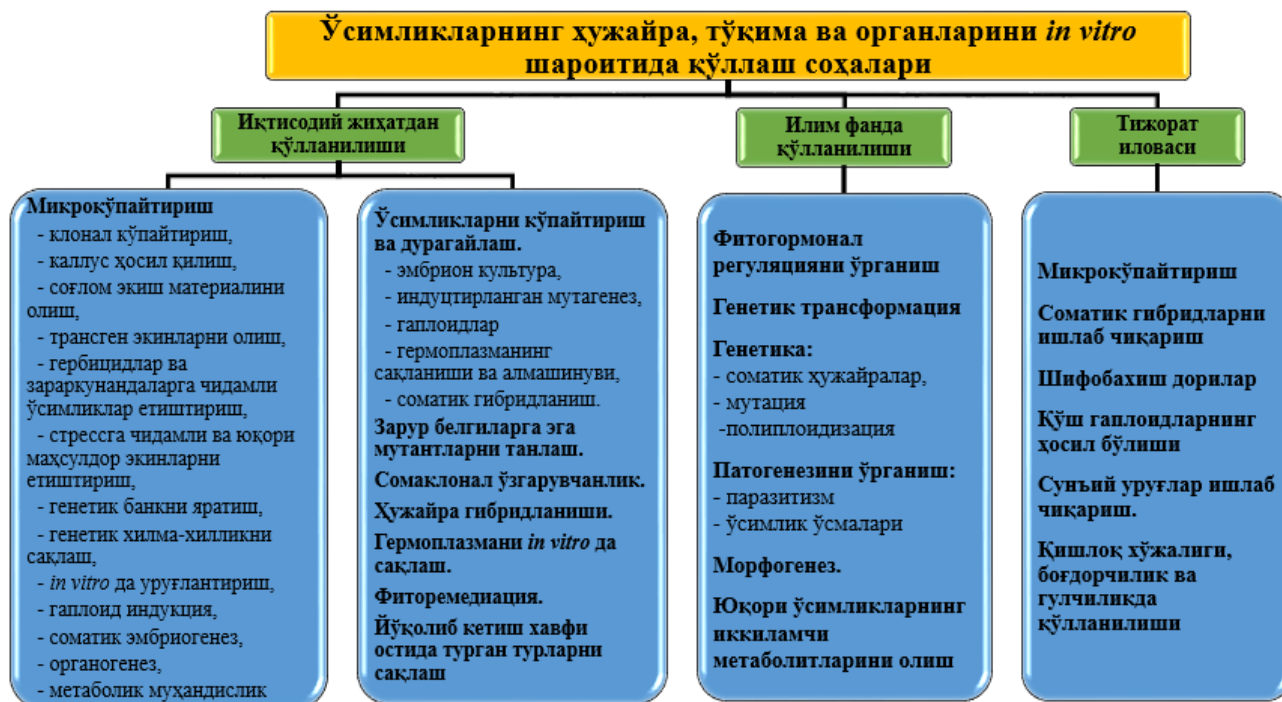 Ўсимликларнинг ҳужайра, тўқима ва органларини in vitro
шароитида қўллаш соҳалари
Иқтисодий жиҳатдан
қўлланилиши
Илим фанда
қўлланилиши
Тижорат
иловаси
Микрокўпайтириш
- клонал кўпайтириш,
- каллус ҳосил қилиш,
- соғлом экиш материалини
олиш,
- трансген экинларни олиш,
- гербицидлар ва
зараркунандаларга чидамли
ўсимликлар етиштириш,
- стрессга чидамли ва юқори
маҳсулдор экинларни
етиштириш,
- генетик банкни яратиш,
- генетик хилма-хилликни
сақлаш,
- in vitro да уруғлантириш,
- гаплоид индукция,
- соматик эмбриогенез,
- органогенез,
- метаболик муҳандислик
Ўсимликларни кўпайтириш
ва дурагайлаш.
- эмбрион культура,
- индуцтирланган мутагенез,
- гаплоидлар
- гермоплазманинг
сақланиши ва алмашинуви,
- соматик гибридланиш.
Зарур белгиларга эга
мутантларни танлаш.
Сомаклонал ўзгарувчанлик.
Ҳужайра гибридланиши.
Гермоплазмани in vitro да
сақлаш.
Фиторемедиация.
Йўқолиб кетиш хавфи
остида турган турларни
сақлаш
Фитогормонал
регуляцияни ўрганиш
Генетик трансформация
Генетика:
- соматик ҳужайралар,
- мутация
-полиплоидизация
Патогенезини ўрганиш:
- паразитизм
- ўсимлик ўсмалари
Морфогенез.
Юқори ўсимликларнинг
иккиламчи
метаболитларини олиш
Микрокўпайтириш
Соматик гибридларни
ишлаб чиқариш
Шифобахиш дорилар
Қўш гаплоидларнинг
ҳосил бўлиши
Сунъий уруғлар ишлаб
чиқариш.
Қишлоқ хўжалиги,
боғдорчилик ва
гулчиликда
қўлланилиши